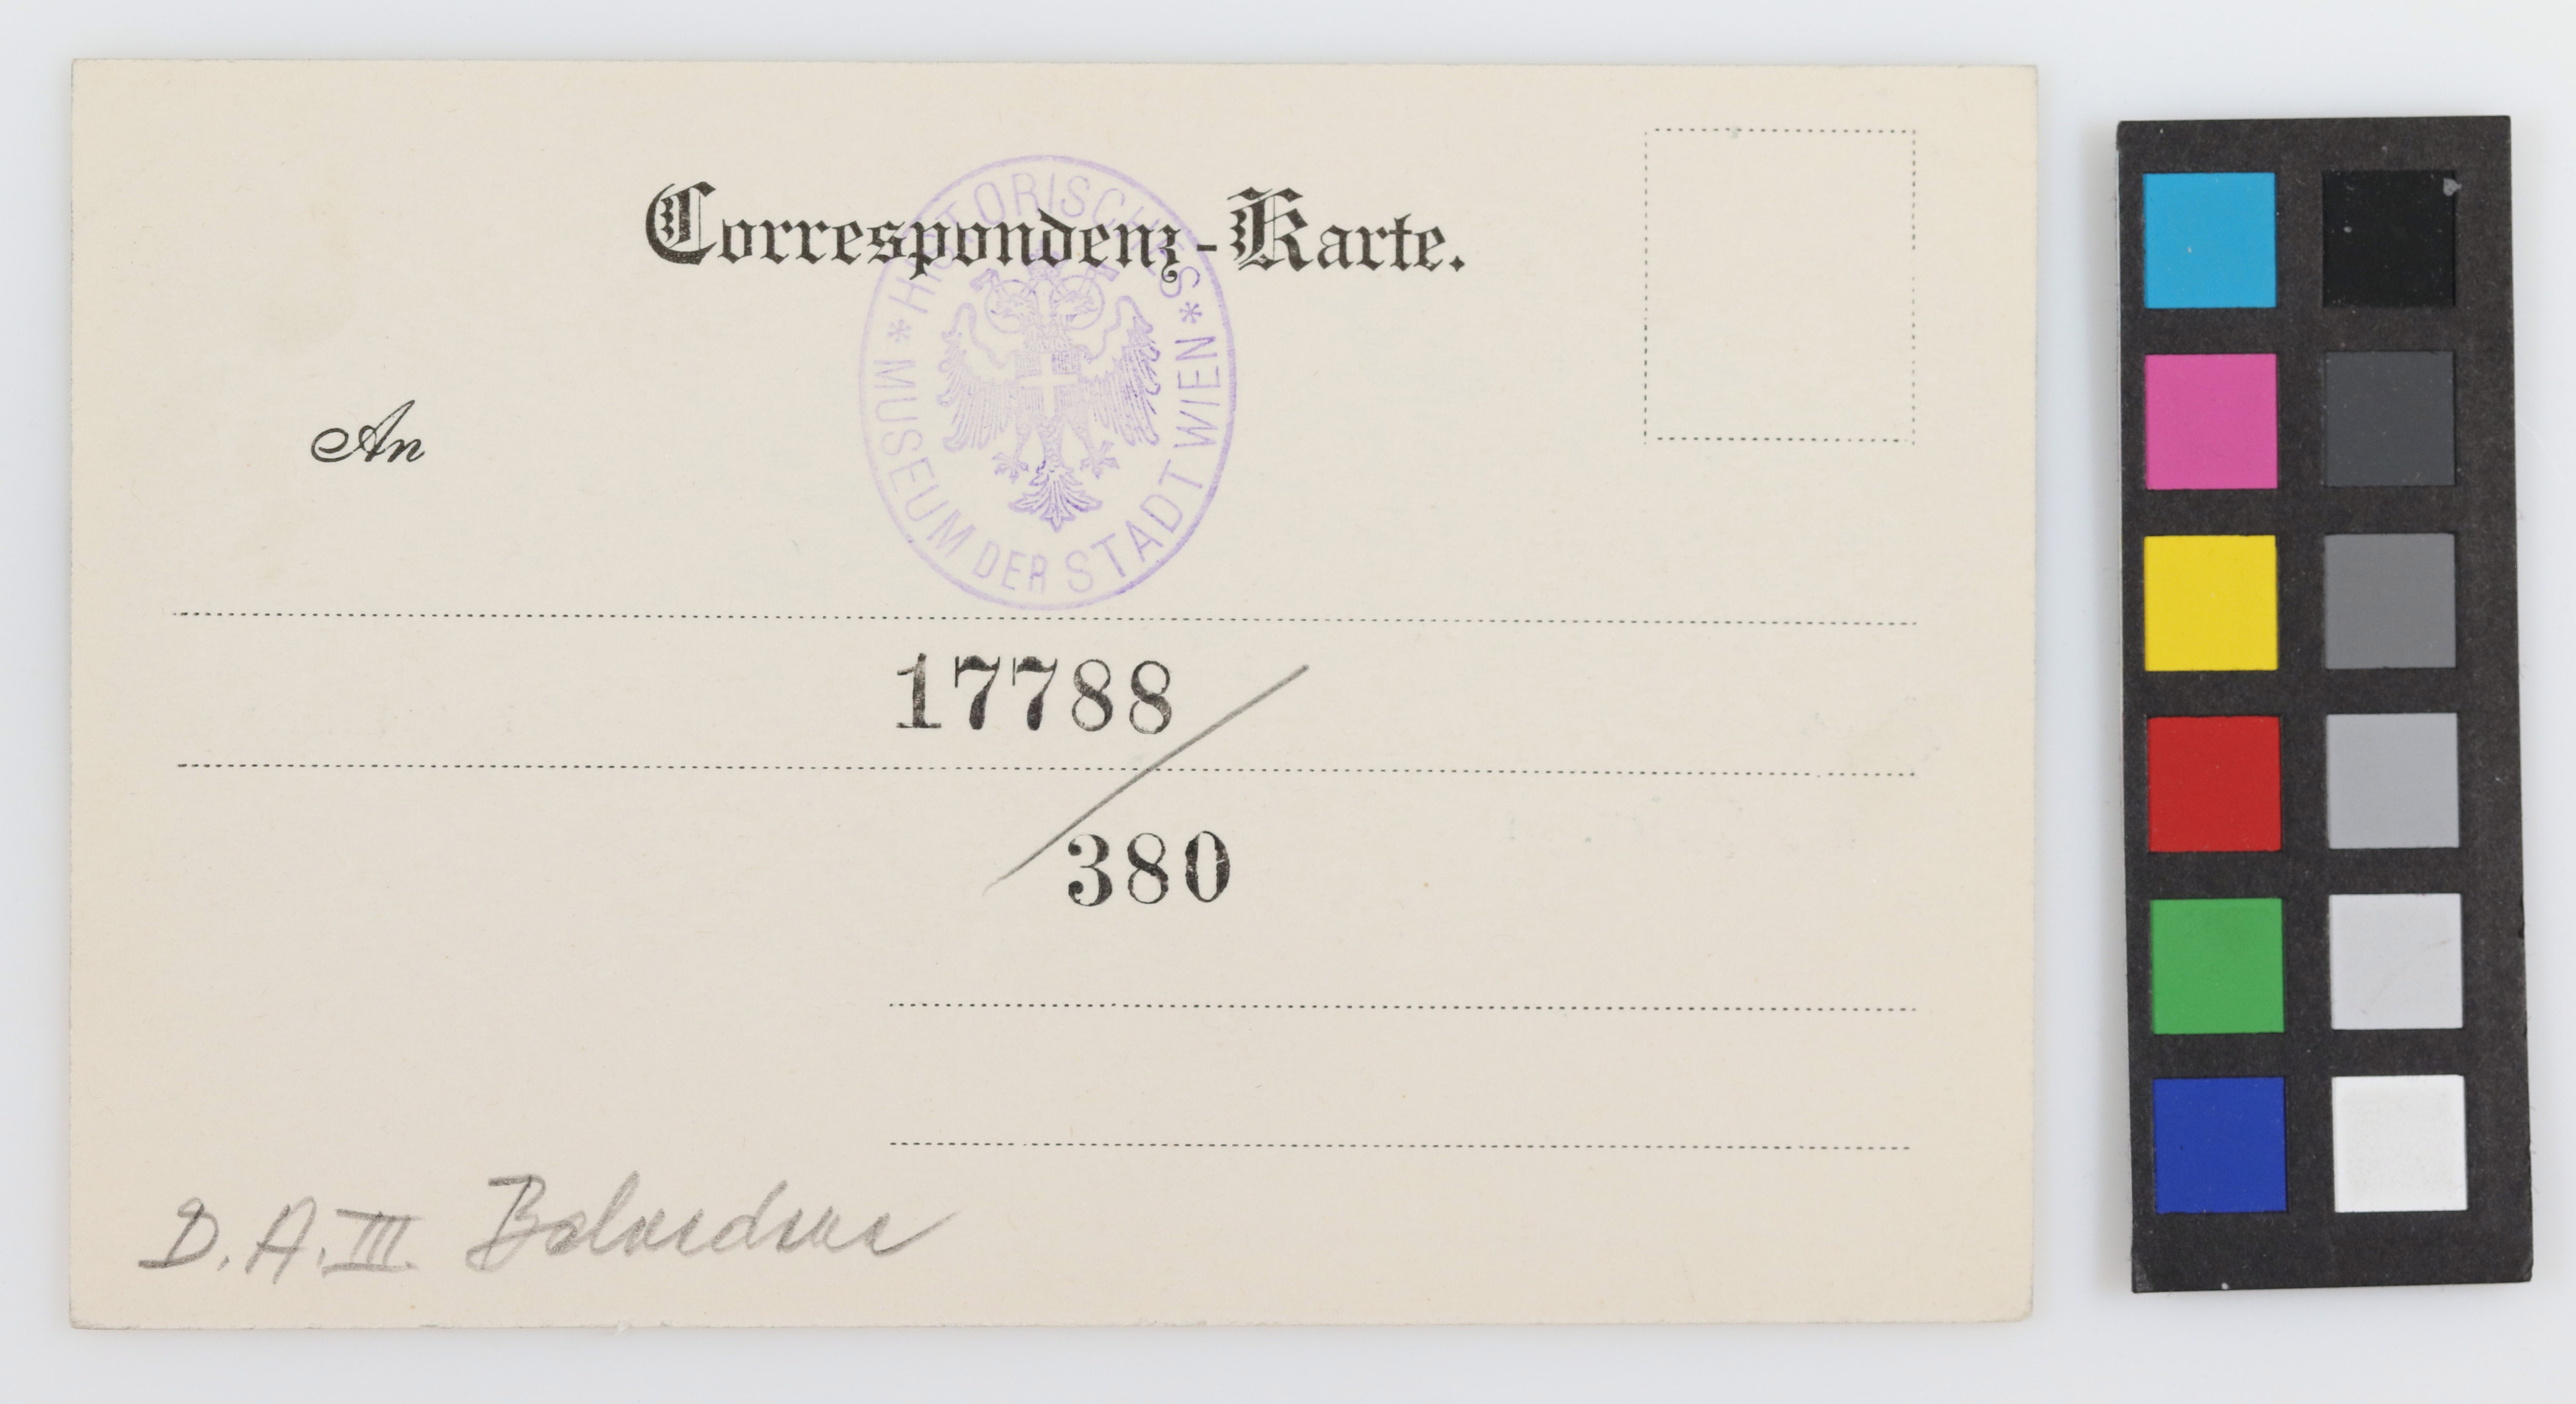 Correspondenz-Karte.
* HISTORISCHES *
MUSEUM DER STADT WIEN
An
17788
/
380
D. A. III. Belvedere